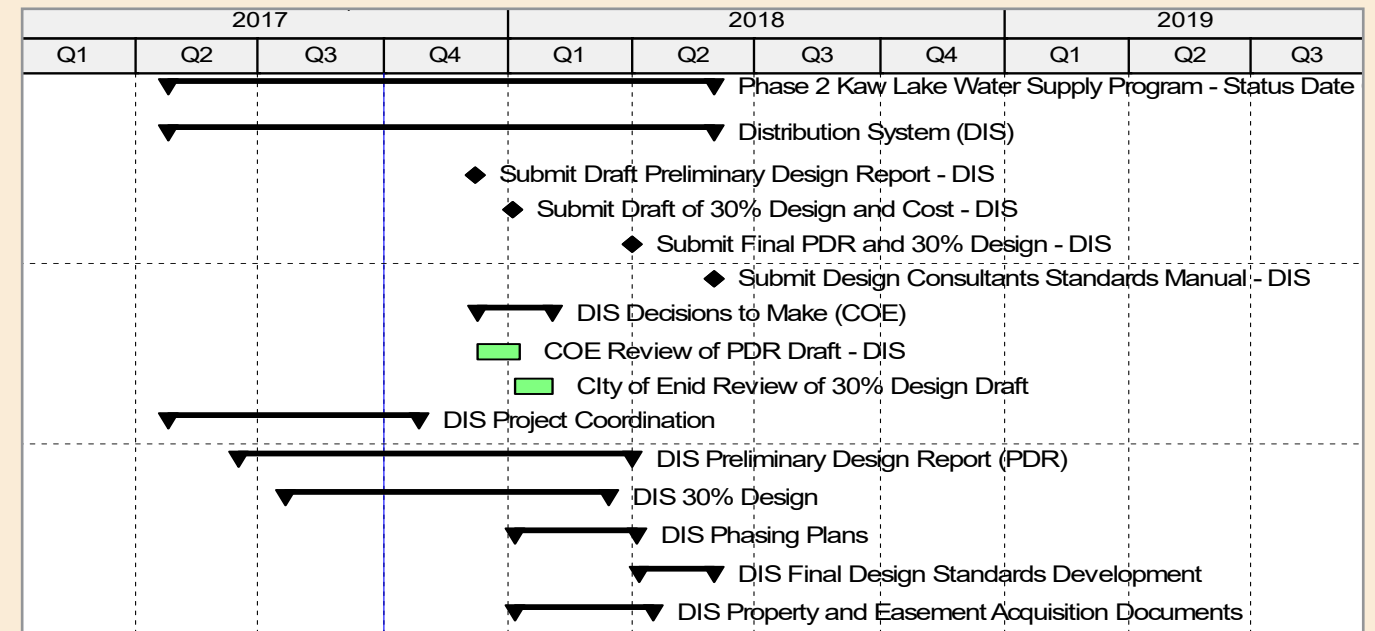 2017 2018 2019
Q1 Q2 Q3 Q4 Q1 Q2 Q3 Q4 Q1 Q2 Q3
Phase 2 Kaw Lake Water Supply Program - Status Date
Distribution System (DIS)
Submit Draft Preliminary Design Report - DIS
Submit Draft of 30% Design and Cost - DIS
Submit Final PDR and 30% Design - DIS
Submit Design Consultants Standards Manual - DIS
DIS Decisions to Make (COE)
COE Review of PDR Draft - DIS
CIty of Enid Review of 30% Design Draft
DIS Project Coordination
DIS Preliminary Design Report (PDR)
DIS 30% Design
DIS Phasing Plans
DIS Final Design Standards Development
DIS Property and Easement Acquisition Documents